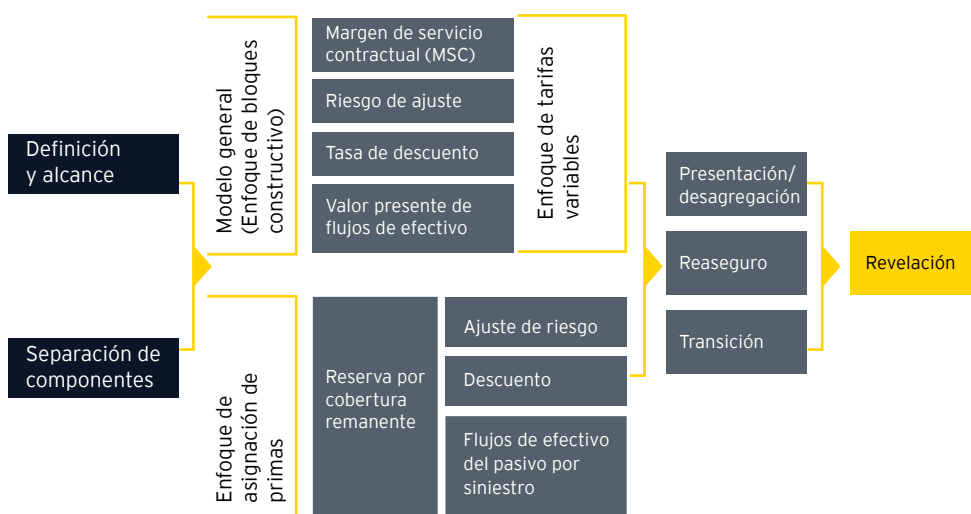 Definición
y alcance
Separación de
componentes
Modelo general
(Enfoque de bloques
constructivo)
Margen de servicio
contractual (MSC)
Riesgo de ajuste
Tasa de descuento
Valor presente de
flujos de efectivo
Enfoque de tarifas
variables
Enfoque de
asignación de
primas
Reserva por
cobertura
remanente
Ajuste de riesgo
Descuento
Flujos de efectivo
del pasivo por
siniestro
Presentación/
desagregación
Reaseguro
Transición
Revelación